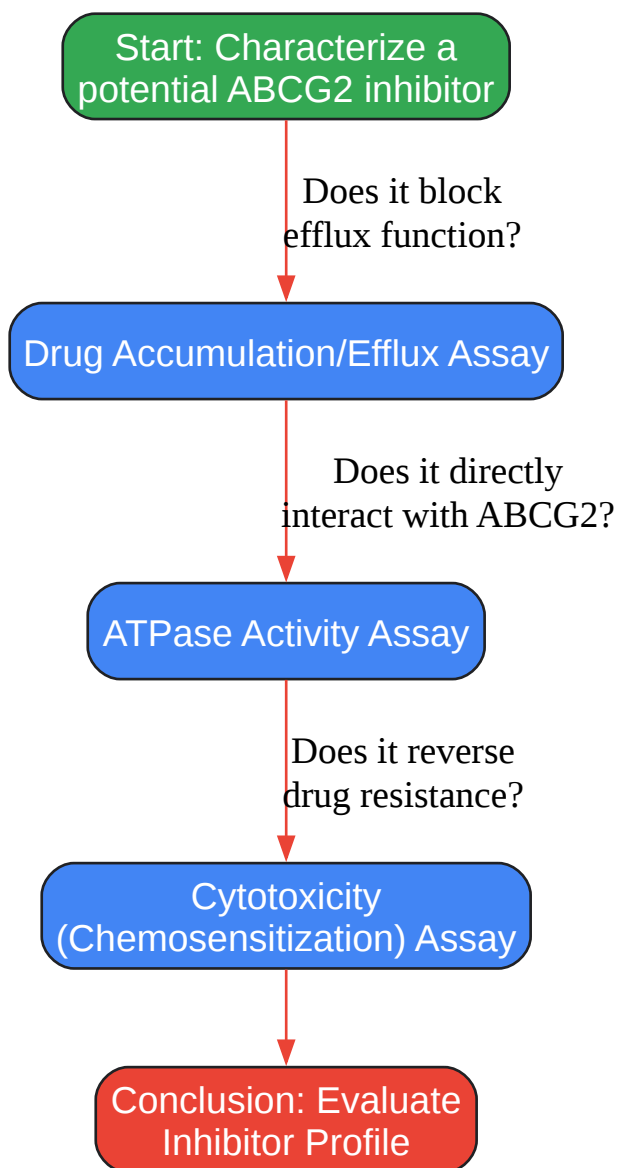 Start: Characterize a
potential ABCG2 inhibitor
Does it block
efflux function?
Drug Accumulation/Efflux Assay
Does it directly
interact with ABCG2?
ATPase Activity Assay
Does it reverse
drug resistance?
Cytotoxicity
(Chemosensitization) Assay
Conclusion: Evaluate
Inhibitor Profile